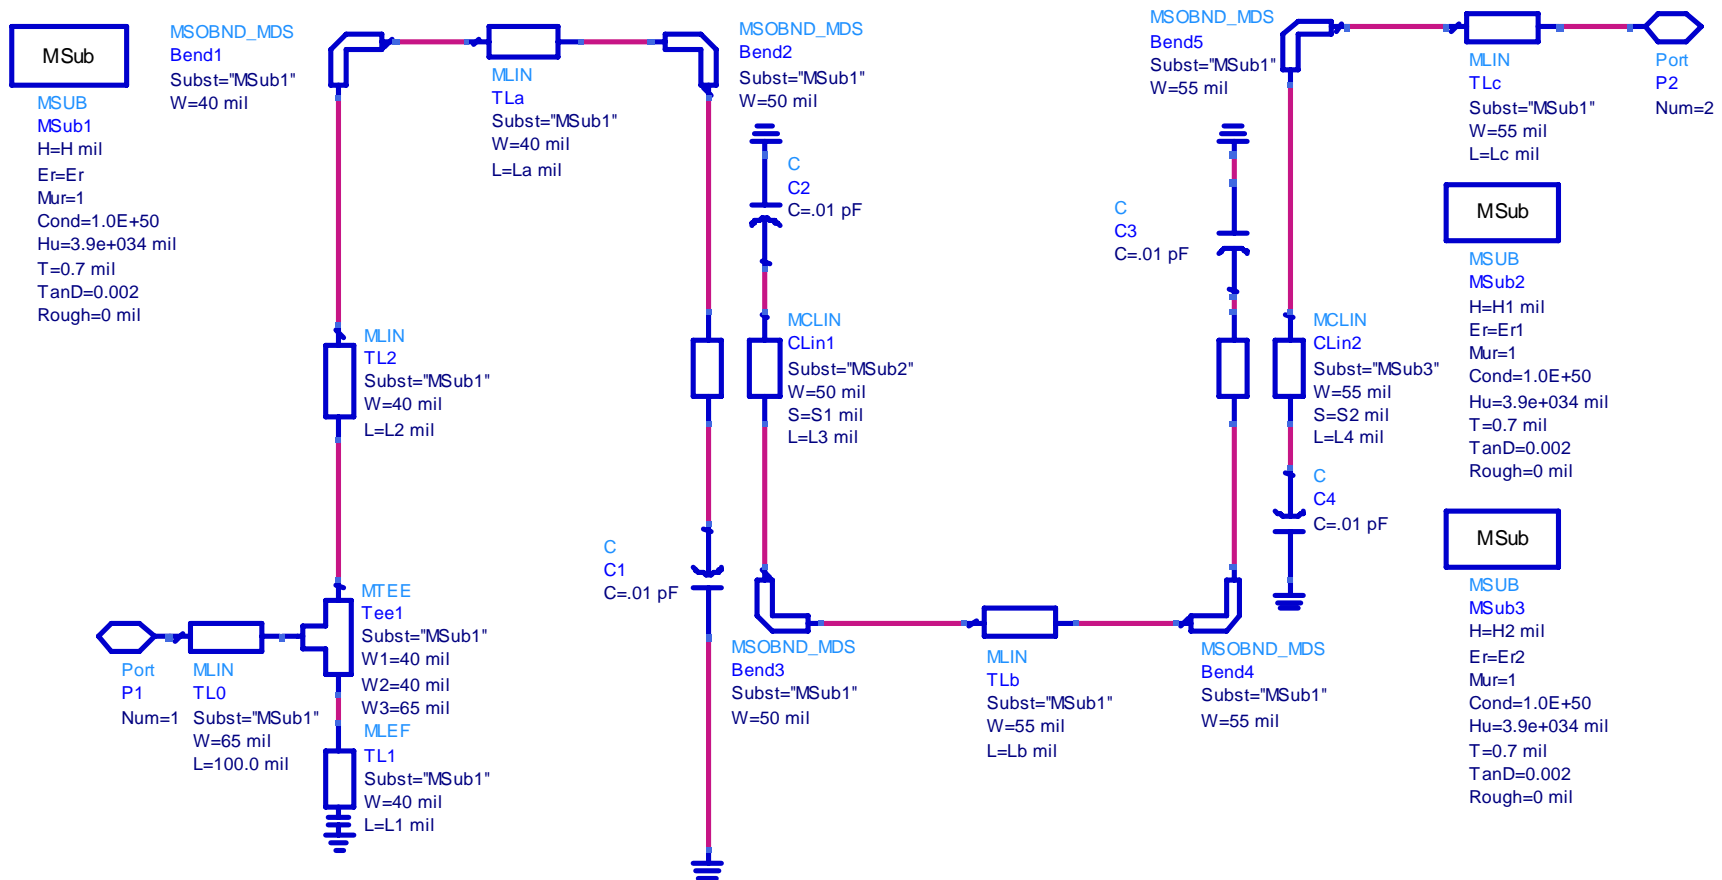 MSub
MSUB
MSub1
H=H mil
Er=Er
Mur=1
Cond=1.0E+50
Hu=3.9e+034 mil
T=0.7 mil
TanD=0.002
Rough=0 mil
MSOBND_MDS
Bend1
Subst="MSub1"
W=40 mil
MLIN
TLa
Subst="MSub1"
W=40 mil
L=La mil
MSOBND_MDS
Bend2
Subst="MSub1"
W=50 mil
C
C2
C=.01 pF
MSOBND_MDS
Bend5
Subst="MSub1"
W=55 mil
MLIN
TLc
Subst="MSub1"
W=55 mil
L=Lc mil
Port
P2
Num=2
C
C3
C=.01 pF
MSub
MSUB
MSub2
H=H1 mil
Er=Er1
Mur=1
Cond=1.0E+50
Hu=3.9e+034 mil
T=0.7 mil
TanD=0.002
Rough=0 mil
MLIN
TL2
Subst="MSub1"
W=40 mil
L=L2 mil
MCLIN
CLin1
Subst="MSub2"
W=50 mil
S=S1 mil
L=L3 mil
MCLIN
CLin2
Subst="MSub3"
W=55 mil
S=S2 mil
L=L4 mil
C
C4
C=.01 pF
C
C1
C=.01 pF
MSub
MSUB
MSub3
H=H2 mil
Er=Er2
Mur=1
Cond=1.0E+50
Hu=3.9e+034 mil
T=0.7 mil
TanD=0.002
Rough=0 mil
Port
P1
Num=1
MLIN
TL0
Subst="MSub1"
W=65 mil
L=100.0 mil
MTEE
Tee1
Subst="MSub1"
W1=40 mil
W2=40 mil
W3=65 mil
MLEF
TL1
Subst="MSub1"
W=40 mil
L=L1 mil
MSOBND_MDS
Bend3
Subst="MSub1"
W=50 mil
MLIN
TLb
Subst="MSub1"
W=55 mil
L=Lb mil
MSOBND_MDS
Bend4
Subst="MSub1"
W=55 mil